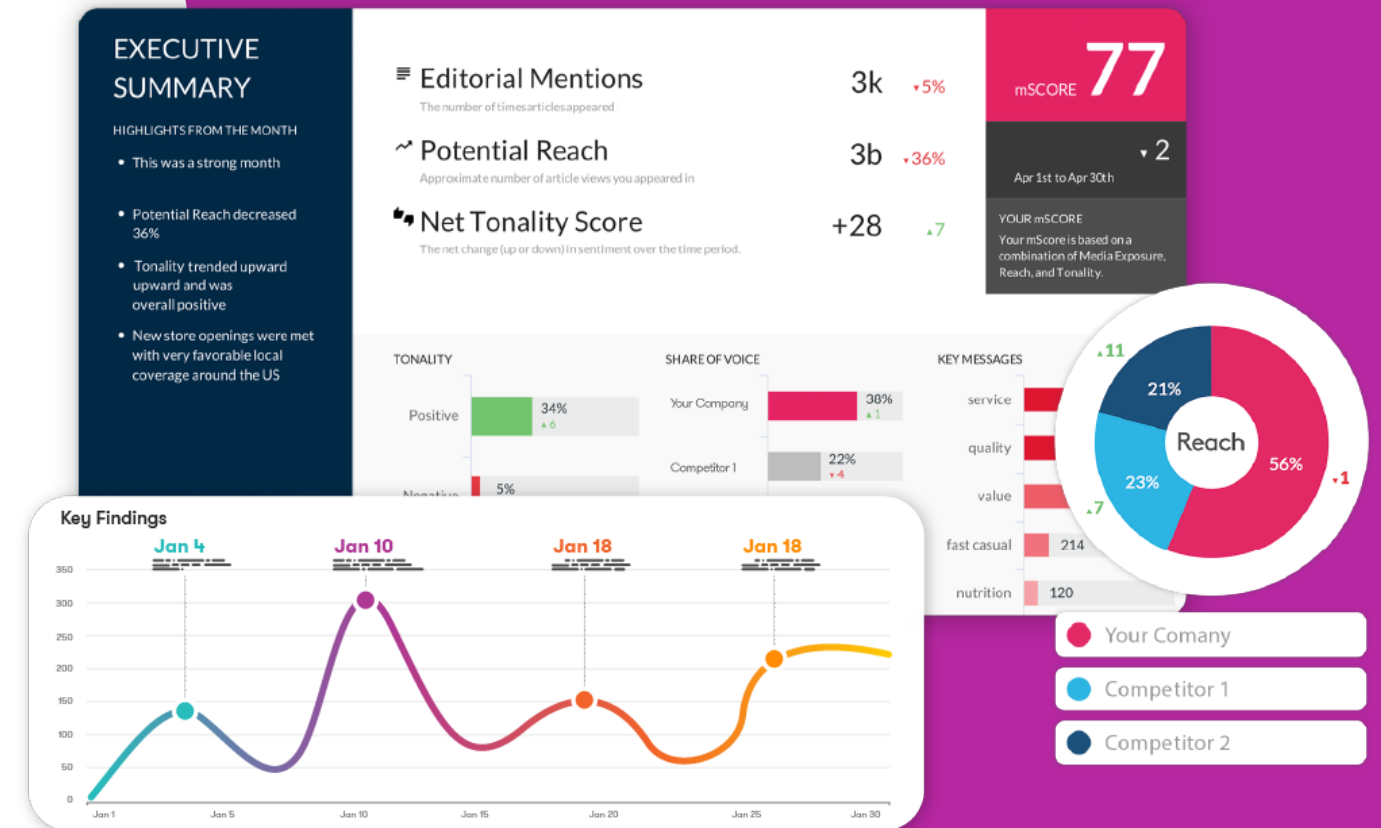 EXECUTIVE
SUMMARY
HIGHLIGHTS FROM THE MONTH
• This was a strong month
• Potential Reach decreased
36%
• Tonality trended upward
upward and was
overall positive
• New store openings were met
with very favorable local
coverage around the US
Editorial Mentions
3k ▼5%
The number of times articles appeared
Potential Reach
3b ▼36%
Approximate number of article views you appeared in
Net Tonality Score
+28 ▲7
The net change (up or down) in sentiment over the time period.
mSCORE 77
▼ 2
Apr 1st to Apr 30th
YOUR mSCORE
Your mScore is based on a
combination of Media Exposure,
Reach, and Tonality.
TONALITY
Positive
34%
▲6
Negative
5%
SHARE OF VOICE
Your Company
38%
▲1
Competitor 1
22%
▼4
KEY MESSAGES
service
quality
value
fast casual 214
nutrition 120
▲11
21%
Reach
56%
▼1
23%
▲7
Your Comany
Competitor 1
Competitor 2
Key Findings
Jan 4
Jan 10
Jan 18
Jan 18
350
300
250
200
150
100
50
0
Jan 1
Jan 5
Jan 10
Jan 15
Jan 20
Jan 25
Jan 30